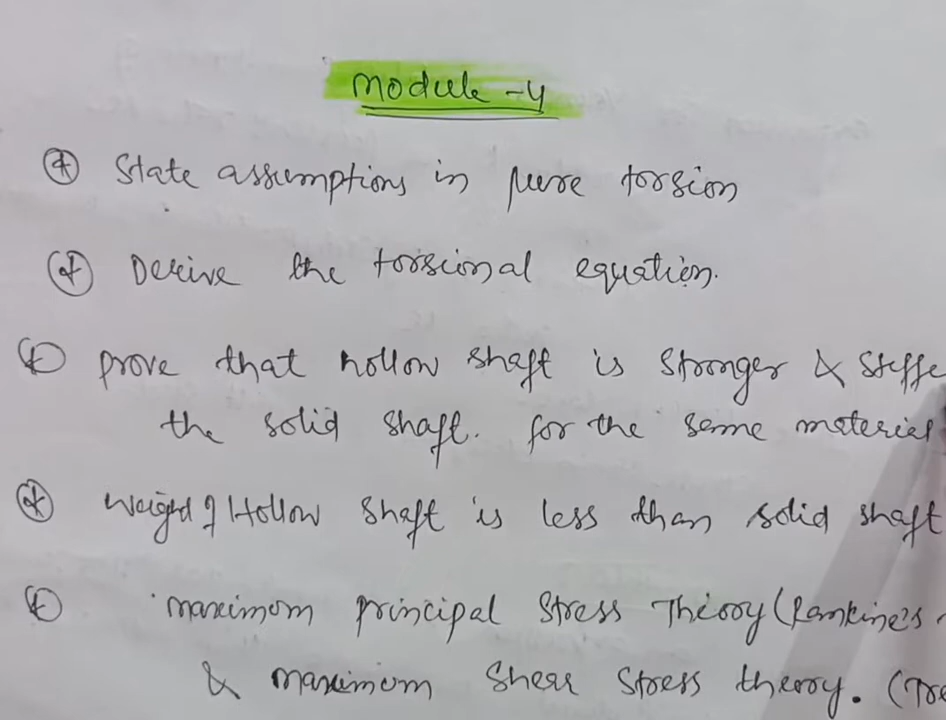 Module -4
State assumptions in pure torsion
Derive the torsional equation.
Prove that hollow shaft is stronger & stiffe
the solid shaft. for the same material
Weight of Hollow shaft is less than solid shaft
maximum principal stress Theory (Rankine's
& maximum shear stress theory. (Tre